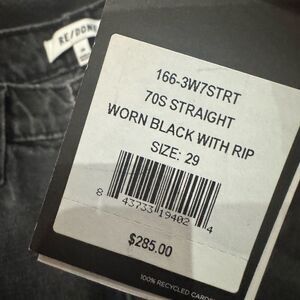 RE/DONE
166-3W7STRT
70S STRAIGHT
WORN BLACK WITH RIP
SIZE: 29
8 43733 19402 4
$285.00
100% RECYCLED